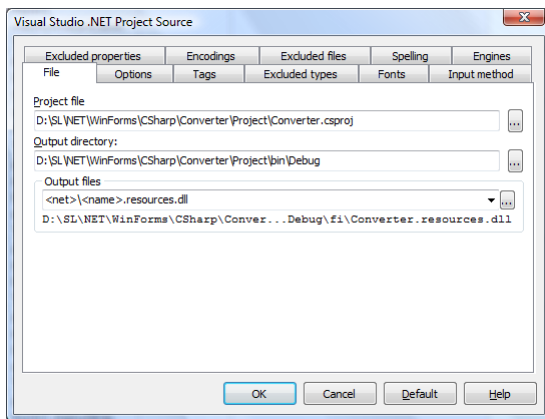 Visual Studio .NET Project Source
Excluded properties Encodings Excluded files Spelling Engines
File Options Tags Excluded types Fonts Input method
Project file
D:\SL\NET\WinForms\CSharp\Converter\Project\Converter.csproj
...
Output directory:
D:\SL\NET\WinForms\CSharp\Converter\Project\bin\Debug
...
Output files
<net>\<name>.resources.dll
...
D:\SL\NET\WinForms\CSharp\Conver...Debug\fi\Converter.resources.dll
OK Cancel Default Help